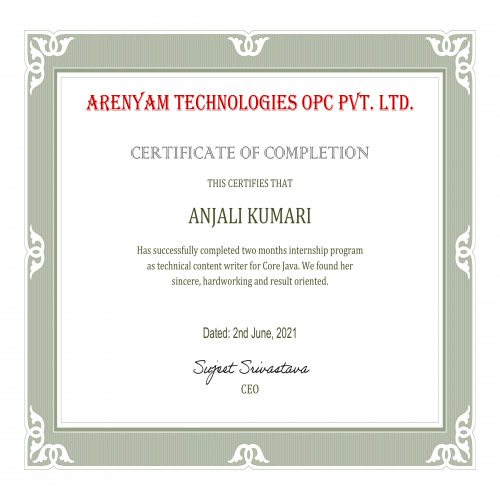 ARENYAM TECHNOLOGIES OPC PVT. LTD.
CERTIFICATE OF COMPLETION
THIS CERTIFIES THAT
ANJALI KUMARI
Has successfully completed two months internship program
as technical content writer for Core Java. We found her
sincere, hardworking and result oriented.
Dated: 2nd June, 2021
Sujeet Srivastava
CEO